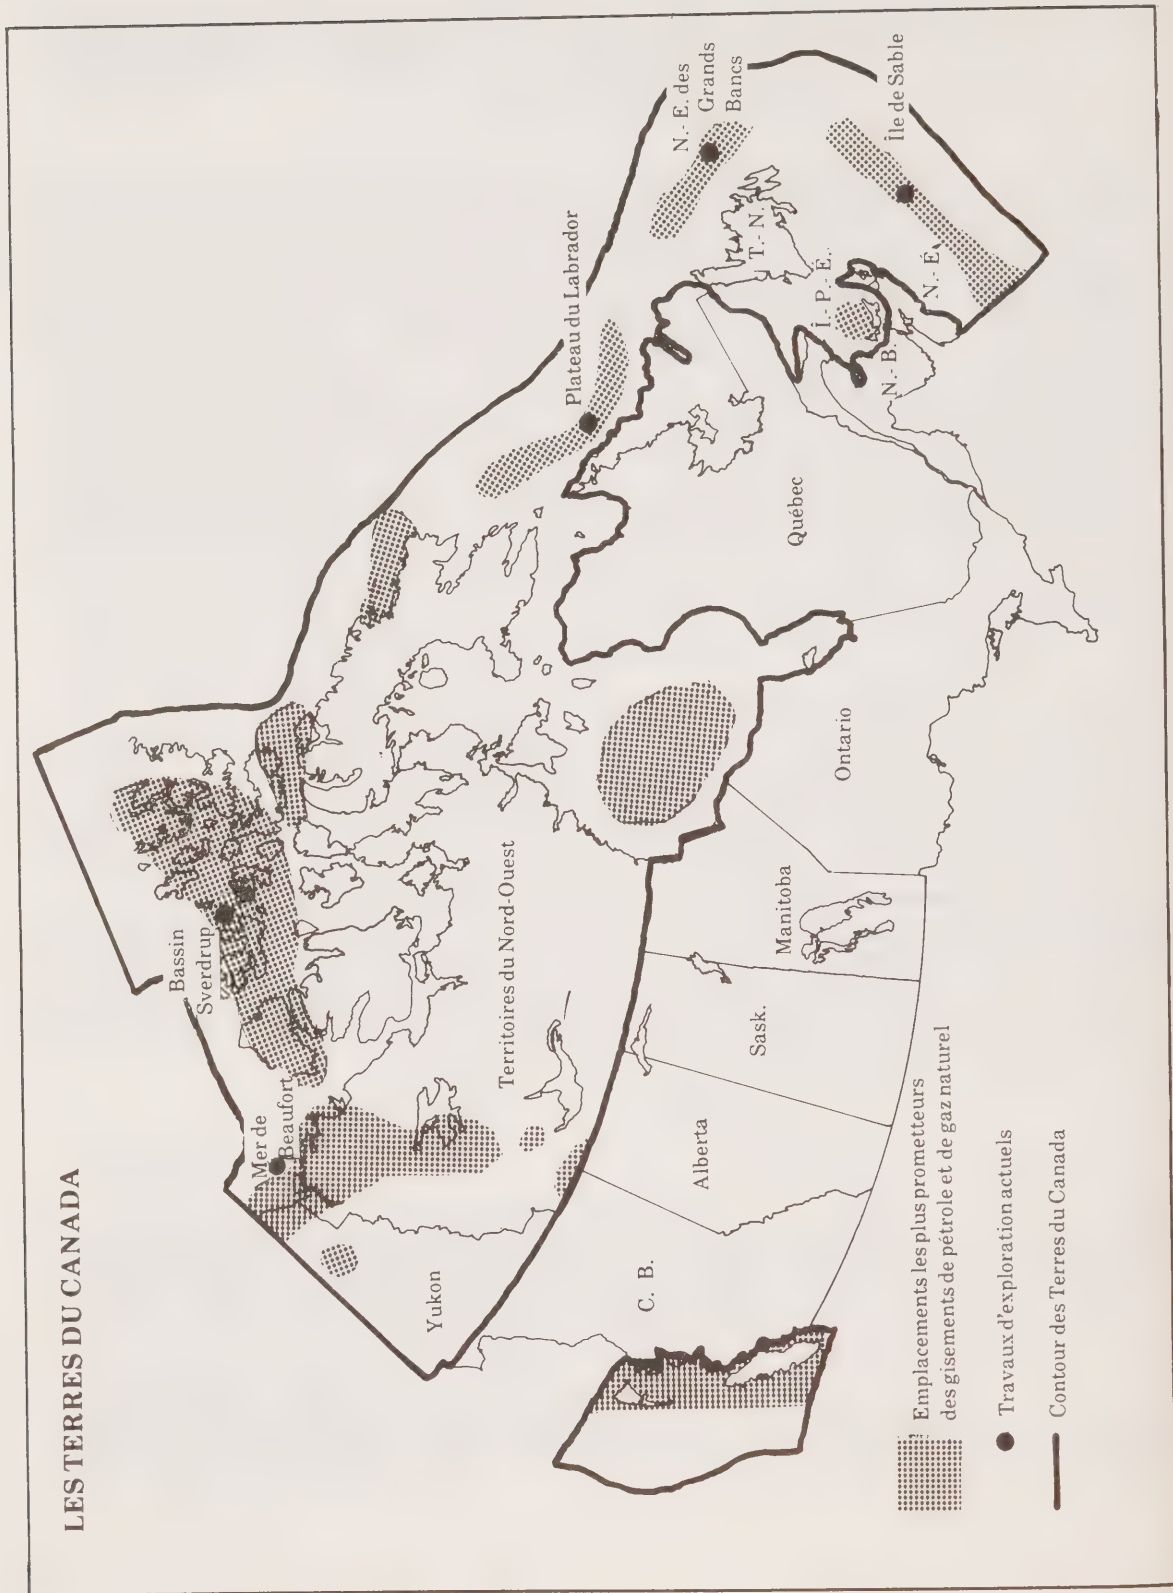 LES TERRES DU CANADA
Mer de
Beaufort
Bassin
Sverdrup
Plateau du Labrador
N.- E. des
Grands
Bancs
Île de Sable
Yukon
Territoires du Nord-Ouest
C. B.
Alberta
Sask.
Manitoba
Ontario
Québec
T.- N.
Î.- P.- É.
N.- B.
N.- É
Emplacements les plus prometteurs
des gisements de pétrole et de gaz naturel
Travaux d'exploration actuels
Contour des Terres du Canada